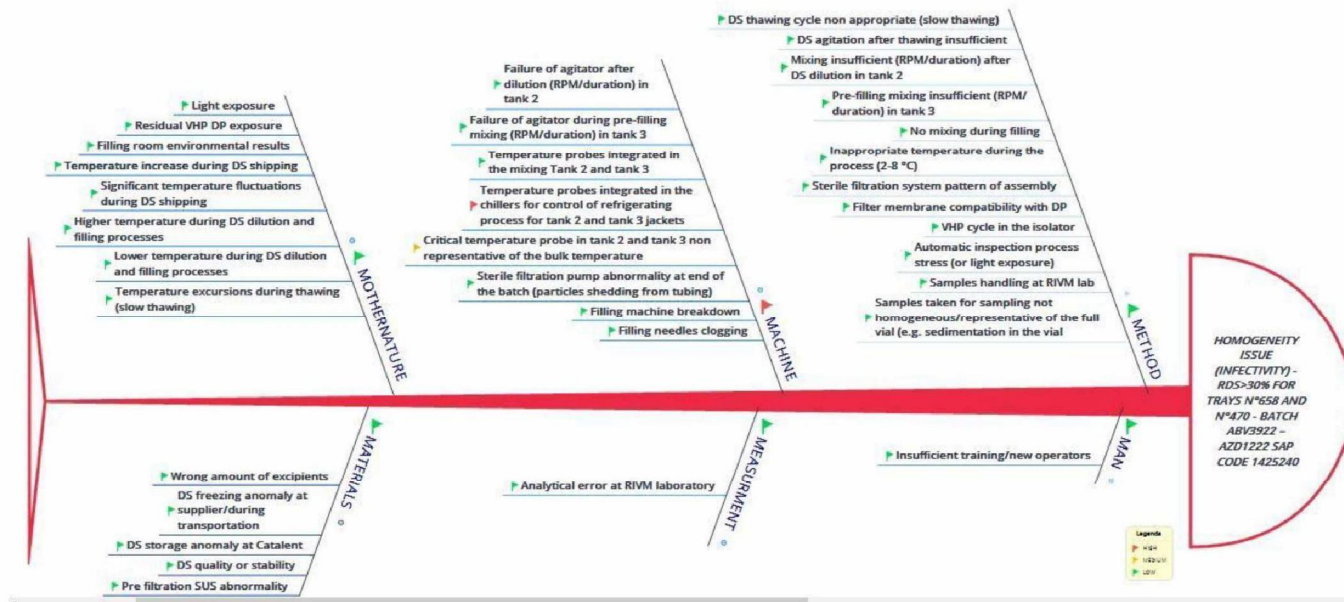 Light exposure
Residual VHP DP exposure
Filling room environmental results
Temperature increase during DS shipping
Significant temperature fluctuations
during DS shipping
Higher temperature during DS dilution and
filling processes
Lower temperature during DS dilution
and filling processes
Temperature excursions during thawing
(slow thawing)
MOTHERNATURE
Failure of agitator after
dilution (RPM/duration) in
tank 2
Failure of agitator during pre-filling
mixing (RPM/duration) in tank 3
Temperature probes integrated in
the mixing Tank 2 and tank 3
Temperature probes integrated in the
chillers for control of refrigerating
process for tank 2 and tank 3 jackets
Critical temperature probe in tank 2 and tank 3 non
representative of the bulk temperature
Sterile filtration pump abnormality at end of
the batch (particles shedding from tubing)
Filling machine breakdown
Filling needles clogging
MACHINE
DS thawing cycle non appropriate (slow thawing)
DS agitation after thawing insufficient
Mixing insufficient (RPM/duration) after
DS dilution in tank 2
Pre-filling mixing insufficient (RPM/
duration) in tank 3
No mixing during filling
Inappropriate temperature during the
process (2-8 °C)
Sterile filtration system pattern of assembly
Filter membrane compatibility with DP
VHP cycle in the isolator
Automatic inspection process
stress (or light exposure)
Samples handling at RIVM lab
Samples taken for sampling not
homogeneous/representative of the full
vial (e.g. sedimentation in the vial
METHOD
HOMOGENEITY
ISSUE
(INFECTIVITY) -
RDS>30% FOR
TRAYS N°658 AND
N°470 - BATCH
ABV3922 –
AZD1222 SAP
CODE 1425240
MATERIALS
Wrong amount of excipients
DS freezing anomaly at
supplier/during
transportation
DS storage anomaly at Catalent
DS quality or stability
Pre filtration SUS abnormality
MEASURMENT
Analytical error at RIVM laboratory
MAN
Insufficient training/new operators
Legenda
HIGH
MEDIUM
LOW